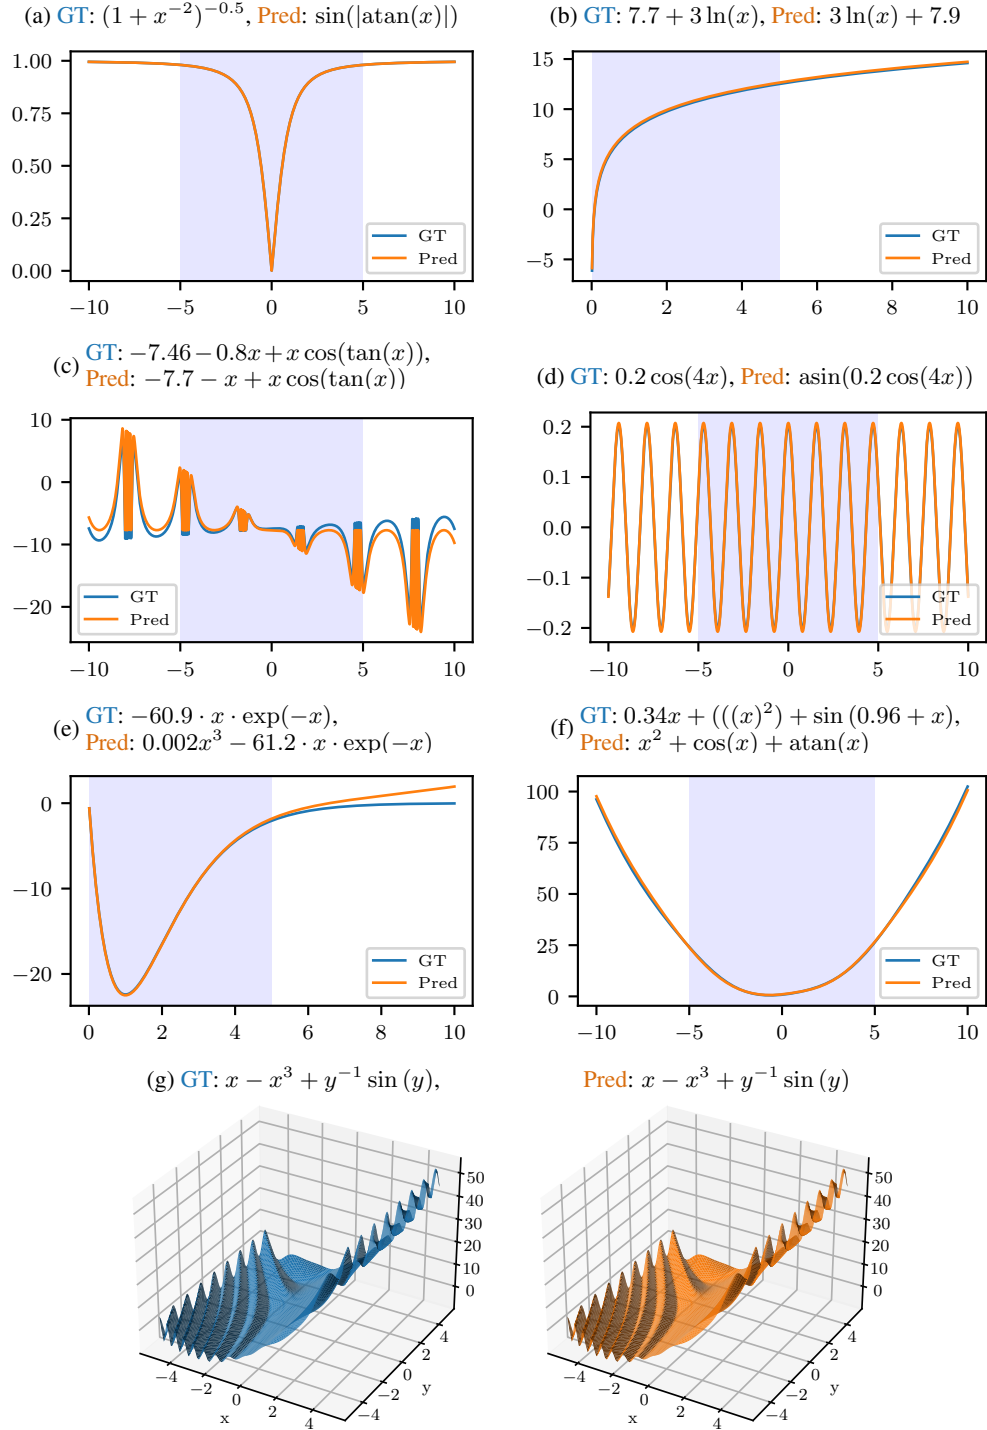 (a) GT: (1 + x⁻²)⁻⁰·⁵, Pred: sin(|atan(x)|)
1.00
0.75
0.50
0.25
0.00
GT
Pred
−10 −5 0 5 10
(b) GT: 7.7 + 3 ln(x), Pred: 3 ln(x) + 7.9
15
10
5
0
−5
GT
Pred
0 2 4 6 8 10
(c) GT: −7.46 − 0.8x + x cos(tan(x)),
Pred: −7.7 − x + x cos(tan(x))
10
0
−10
−20
GT
Pred
−10 −5 0 5 10
(d) GT: 0.2 cos(4x), Pred: asin(0.2 cos(4x))
0.2
0.1
0.0
−0.1
−0.2
GT
Pred
−10 −5 0 5 10
(e) GT: −60.9 · x · exp(−x),
Pred: 0.002x³ − 61.2 · x · exp(−x)
0
−10
−20
GT
Pred
0 2 4 6 8 10
(f) GT: 0.34x + (((x)²) + sin (0.96 + x),
Pred: x² + cos(x) + atan(x)
100
75
50
25
0
GT
Pred
−10 −5 0 5 10
(g) GT: x − x³ + y⁻¹ sin (y),
50
40
30
20
10
0
−4 −2 0 2 4
x
−4 −2 0 2 4
y
Pred: x − x³ + y⁻¹ sin (y)
50
40
30
20
10
0
−4 −2 0 2 4
x
−4 −2 0 2 4
y